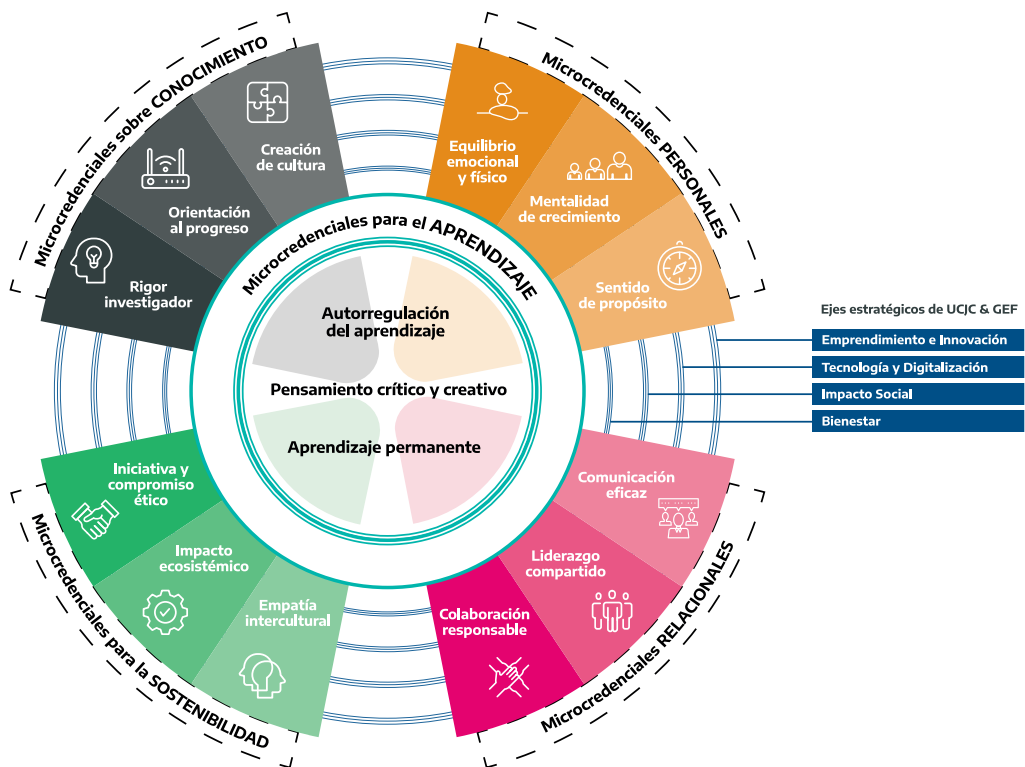 Microcredenciales sobre CONOCIMIENTO
Creación
de cultura
Orientación
al progreso
Rigor
investigador
Microcredenciales PERSONALES
Equilibrio
emocional
y físico
Mentalidad
de crecimiento
Sentido
de propósito
Microcredenciales para el APRENDIZAJE
Autorregulación
del aprendizaje
Pensamiento crítico y creativo
Aprendizaje permanente
Ejes estratégicos de UCJC & GEF
Emprendimiento e Innovación
Tecnología y Digitalización
Impacto Social
Bienestar
Iniciativa y
compromiso
ético
Impacto
ecosistémico
Empatía
intercultural
Microcredenciales para la SOSTENIBILIDAD
Comunicación
eficaz
Liderazgo
compartido
Colaboración
responsable
Microcredenciales RELACIONALES